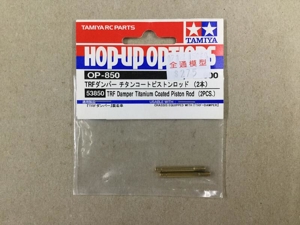 TAMIYA RC PARTS
HOP-UP OPTIONS
TAMIYA
OP-850
全適模型
00
TRFダンパー チタンコートピストンロッド (2本)
53850 TRF Damper Titanium Coated Piston Rod (2PCS.)